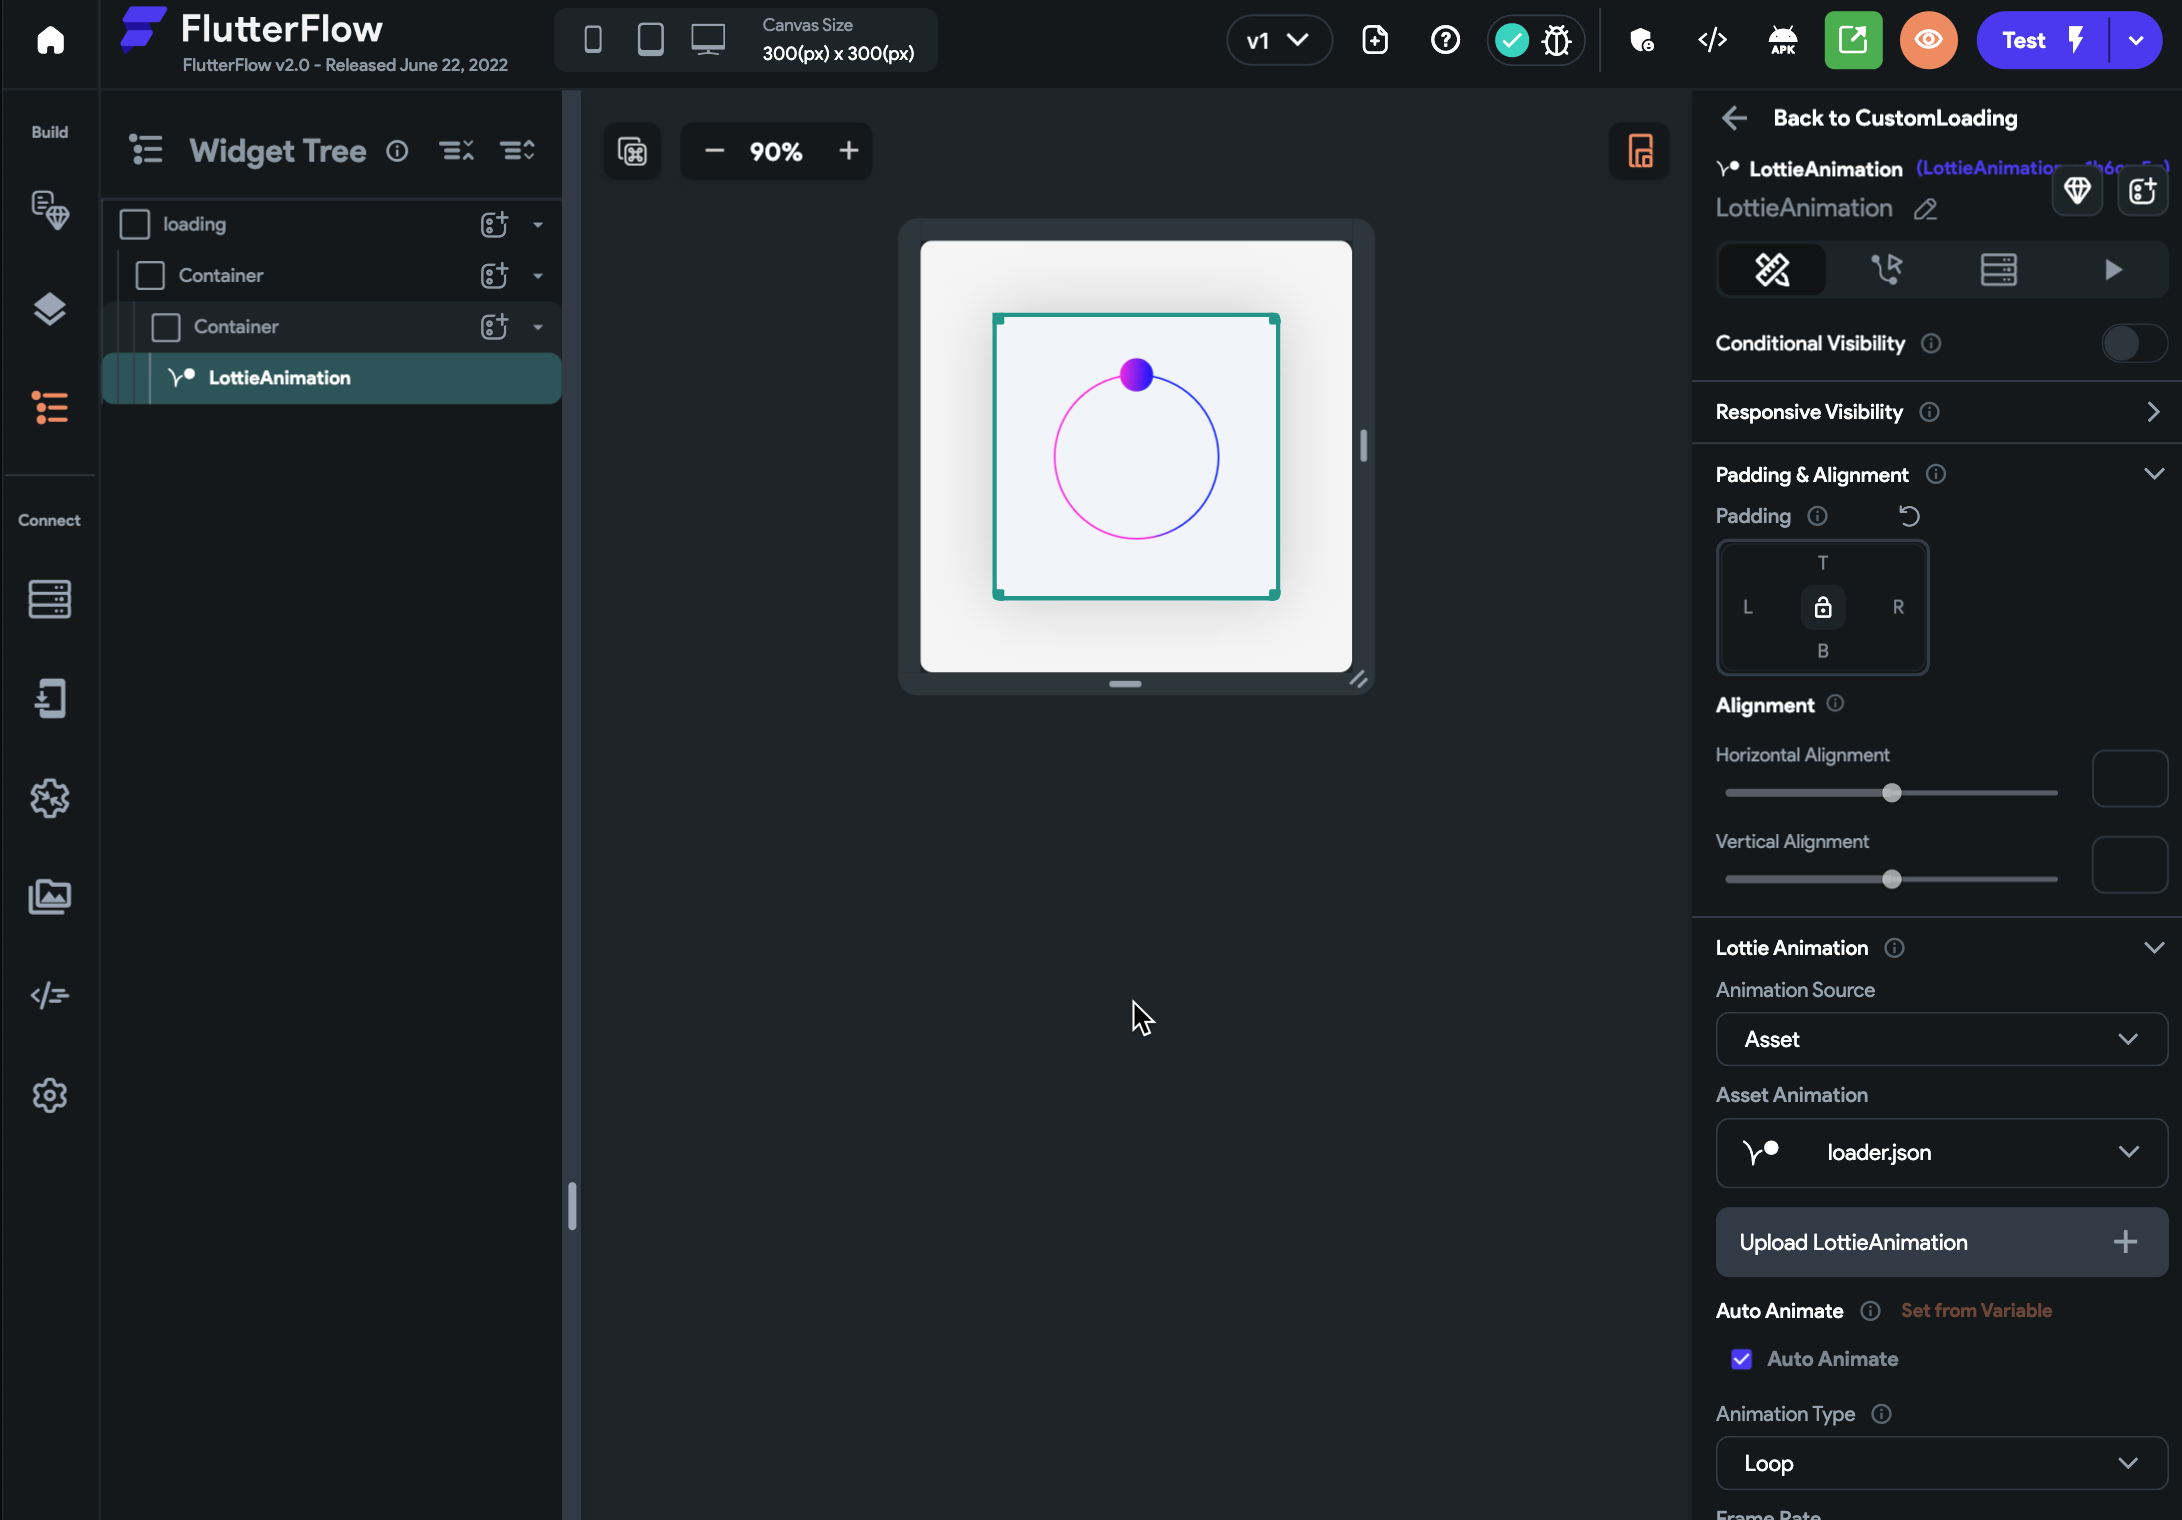 FlutterFlow
FlutterFlow v2.0 - Released June 22, 2022
Canvas Size
300(px) x 300(px)
v1
APK
Test
Build
Connect
Widget Tree
loading
Container
Container
LottieAnimation
90%
Back to CustomLoading
LottieAnimation
LottieAnimation
Conditional Visibility
Responsive Visibility
Padding & Alignment
Padding
T
L
R
B
Alignment
Horizontal Alignment
Vertical Alignment
Lottie Animation
Animation Source
Asset
Asset Animation
loader.json
Upload LottieAnimation
Auto Animate Set from Variable
Auto Animate
Animation Type
Loop
Frame Rate